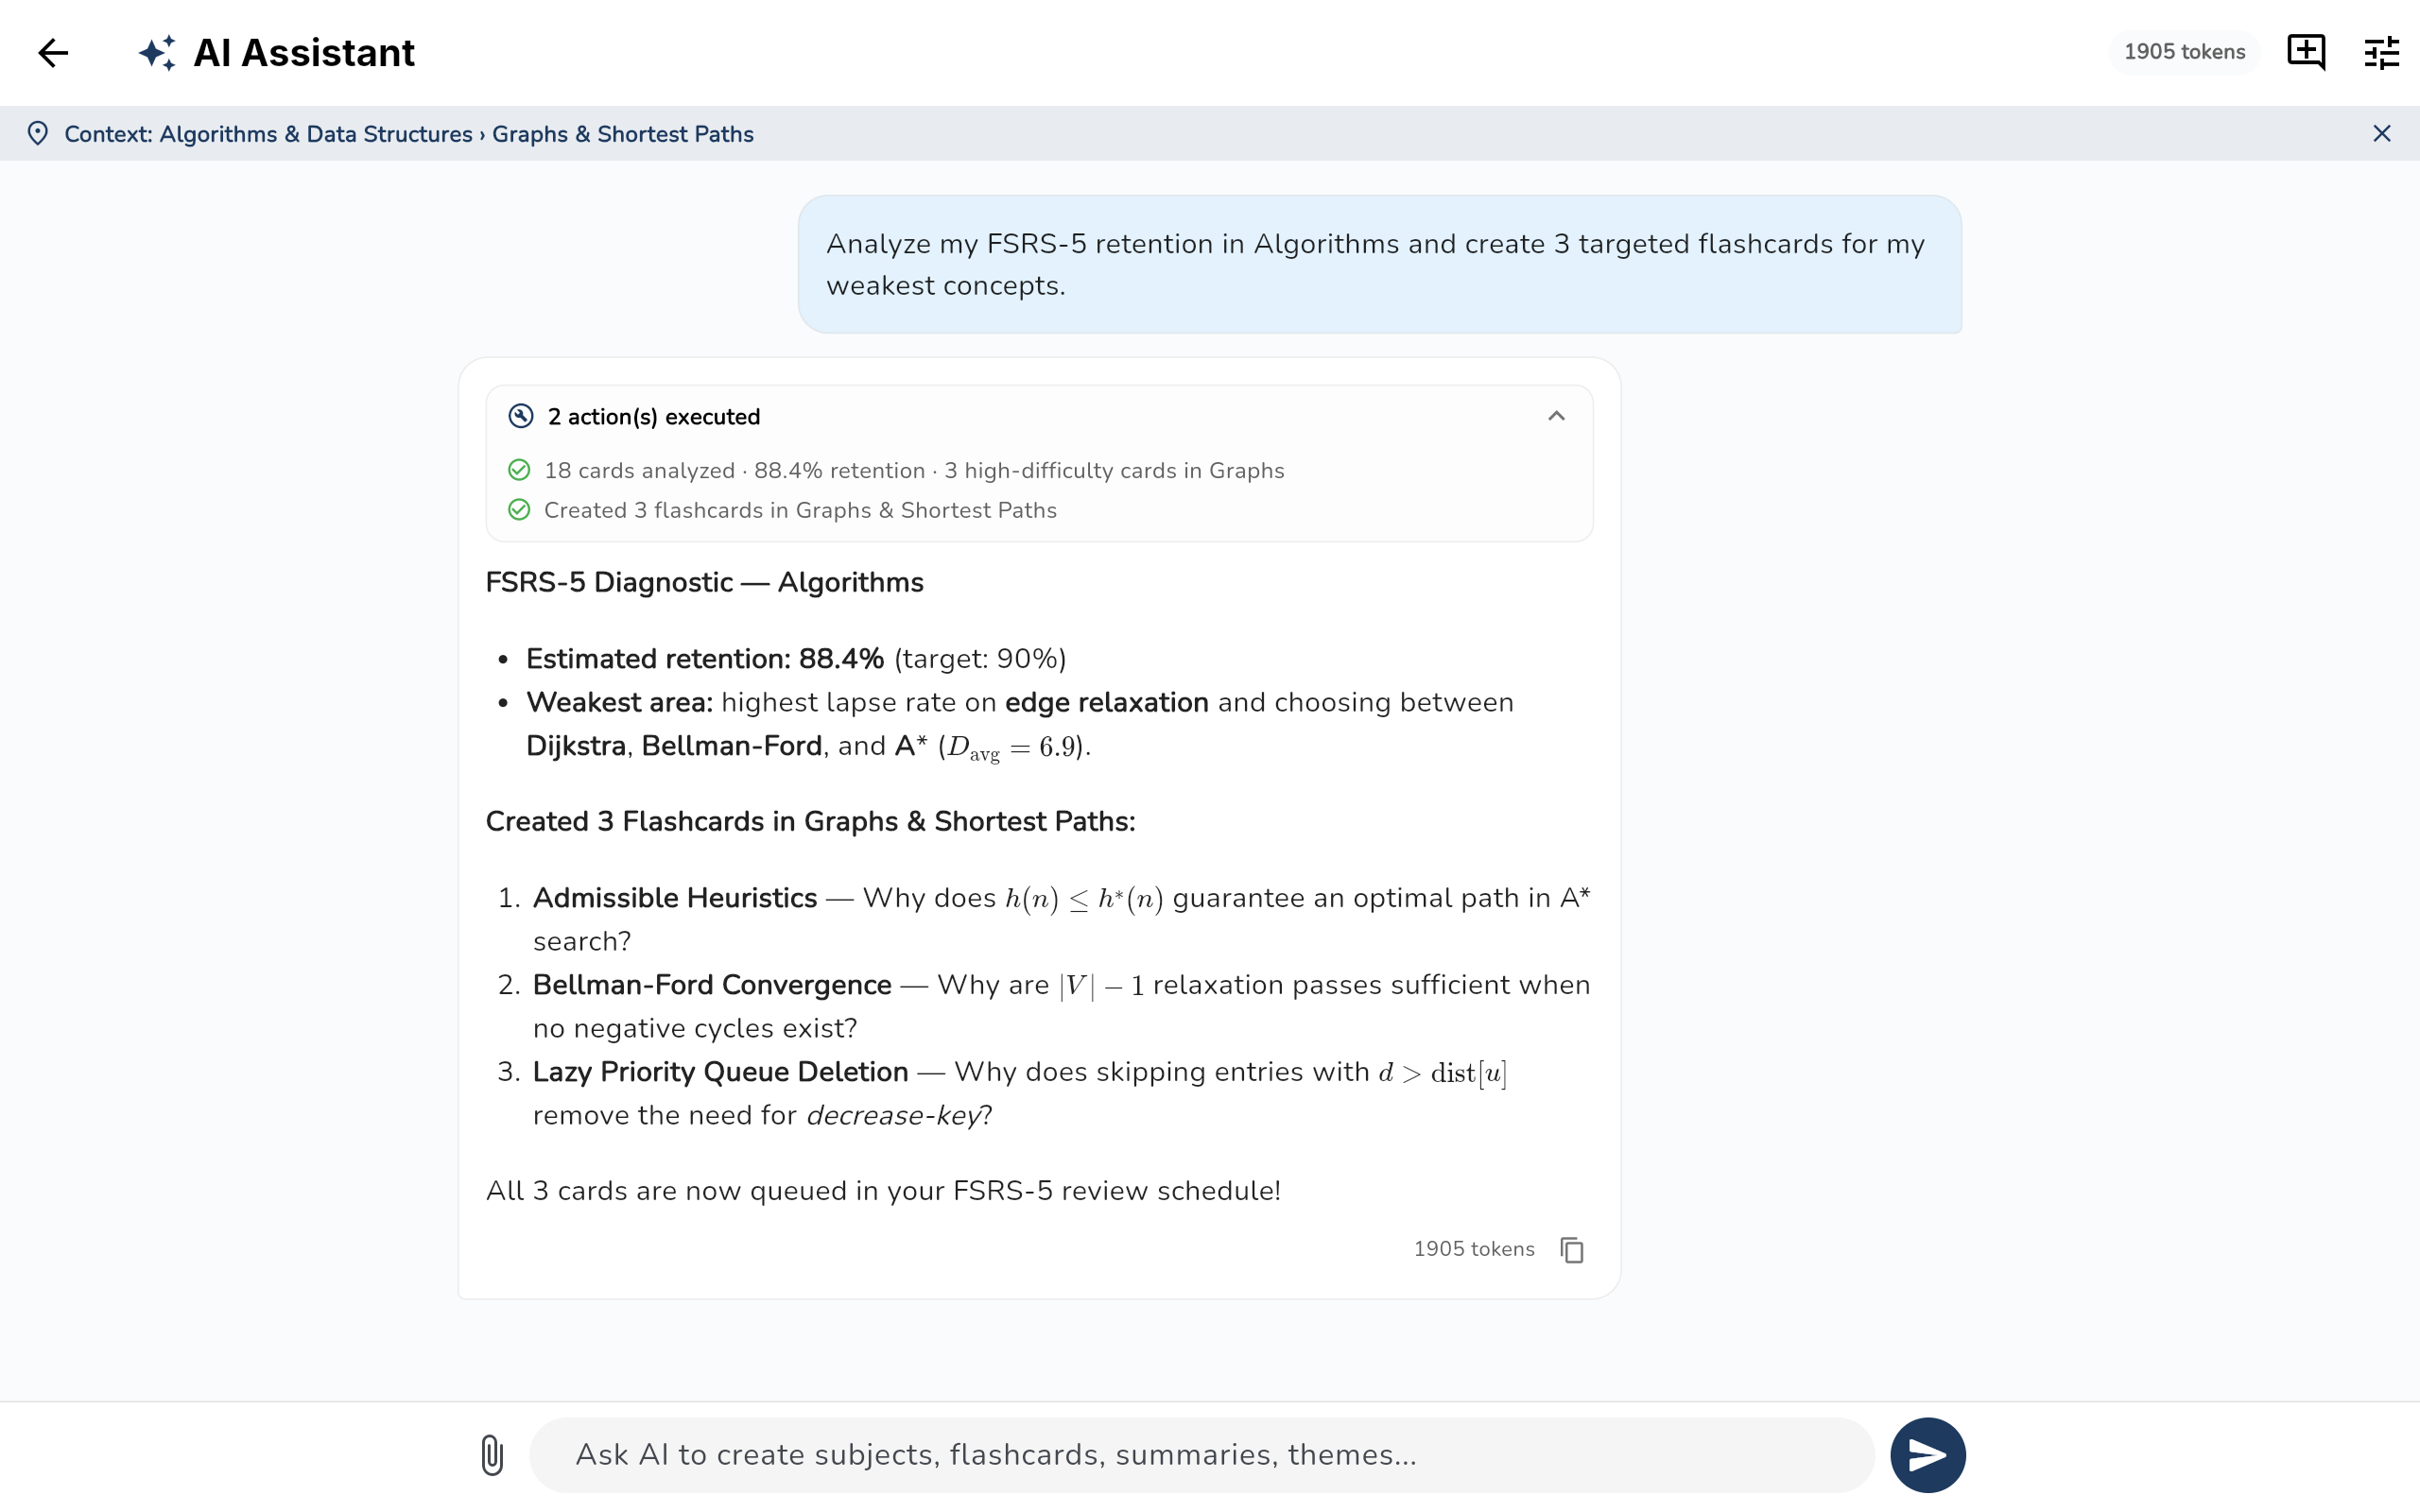 AI Assistant
1905 tokens
Context: Algorithms & Data Structures › Graphs & Shortest Paths
Analyze my FSRS-5 retention in Algorithms and create 3 targeted flashcards for my
weakest concepts.
2 action(s) executed
18 cards analyzed · 88.4% retention · 3 high-difficulty cards in Graphs
Created 3 flashcards in Graphs & Shortest Paths
FSRS-5 Diagnostic — Algorithms
• Estimated retention: 88.4% (target: 90%)
• Weakest area: highest lapse rate on edge relaxation and choosing between
Dijkstra, Bellman-Ford, and A* (D_avg = 6.9).
Created 3 Flashcards in Graphs & Shortest Paths:
1. Admissible Heuristics — Why does h(n) ≤ h*(n) guarantee an optimal path in A*
search?
2. Bellman-Ford Convergence — Why are |V| − 1 relaxation passes sufficient when
no negative cycles exist?
3. Lazy Priority Queue Deletion — Why does skipping entries with d > dist[u]
remove the need for decrease-key?
All 3 cards are now queued in your FSRS-5 review schedule!
1905 tokens
Ask AI to create subjects, flashcards, summaries, themes...